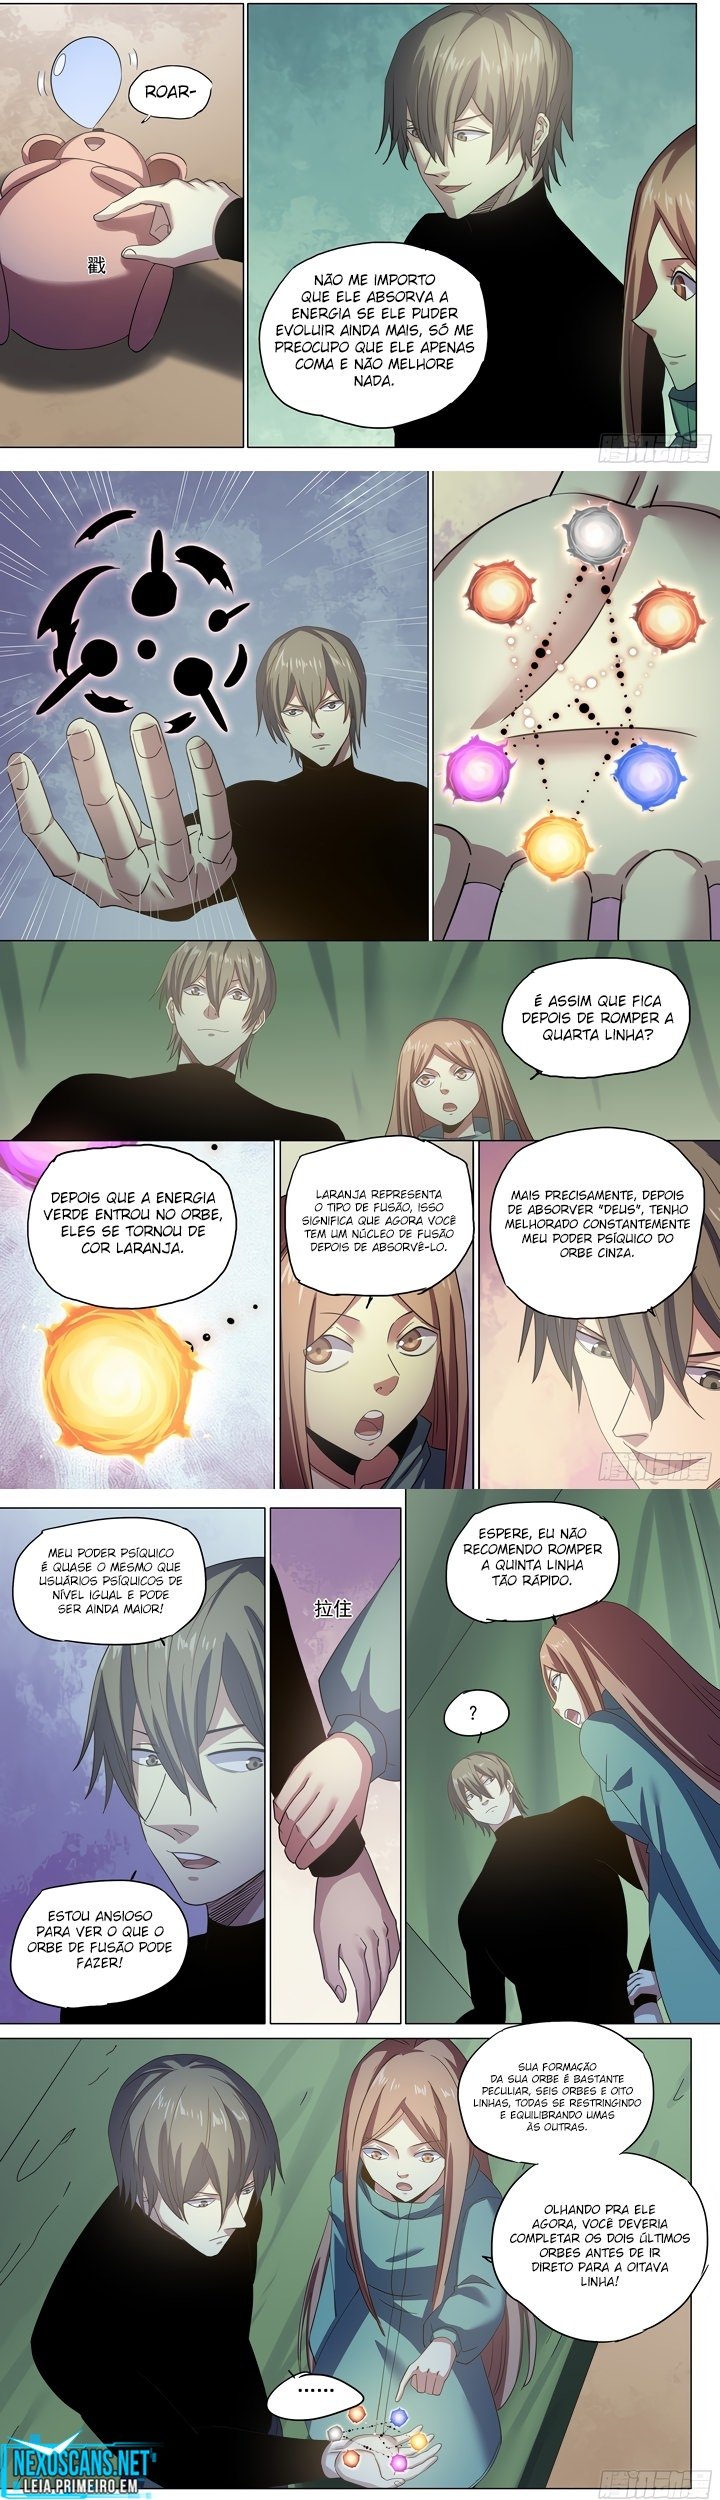 ROAR-
戳
NÃO ME IMPORTO
QUE ELE ABSORVA A
ENERGIA SE ELE PUDER
EVOLUIR AINDA MAIS, SÓ ME
PREOCUPO QUE ELE APENAS
COMA E NÃO MELHORE
NADA.
É ASSIM QUE FICA
DEPOIS DE ROMPER A
QUARTA LINHA?
DEPOIS QUE A ENERGIA
VERDE ENTROU NO ORBE,
ELES SE TORNOU DE
COR LARANJA.
LARANJA REPRESENTA
O TIPO DE FUSÃO, ISSO
SIGNIFICA QUE AGORA VOCÊ
TEM UM NÚCLEO DE FUSÃO
DEPOIS DE ABSORVÊ-LO.
MAIS PRECISAMENTE, DEPOIS
DE ABSORVER "DEUS", TENHO
MELHORADO CONSTANTEMENTE
MEU PODER PSÍQUICO DO
ORBE CINZA.
MEU PODER PSÍQUICO
É QUASE O MESMO QUE
USUÁRIOS PSÍQUICOS DE
NÍVEL IGUAL E PODE
SER AINDA MAIOR!
ESTOU ANSIOSO
PARA VER O QUE O
ORBE DE FUSÃO PODE
FAZER!
拉住
ESPERE, EU NÃO
RECOMENDO ROMPER
A QUINTA LINHA
TÃO RÁPIDO.
?
SUA FORMAÇÃO
DA SUA ORBE É BASTANTE
PECULIAR, SEIS ORBES E OITO
LINHAS, TODAS SE RESTRINGINDO
E EQUILIBRANDO UMAS
ÀS OUTRAS.
OLHANDO PRA ELE
AGORA, VOCÊ DEVERIA
COMPLETAR OS DOIS ÚLTIMOS
ORBES ANTES DE IR
DIRETO PARA A OITAVA
LINHA!
......
NEXOSCANS.NET
LEIA PRIMEIRO EM